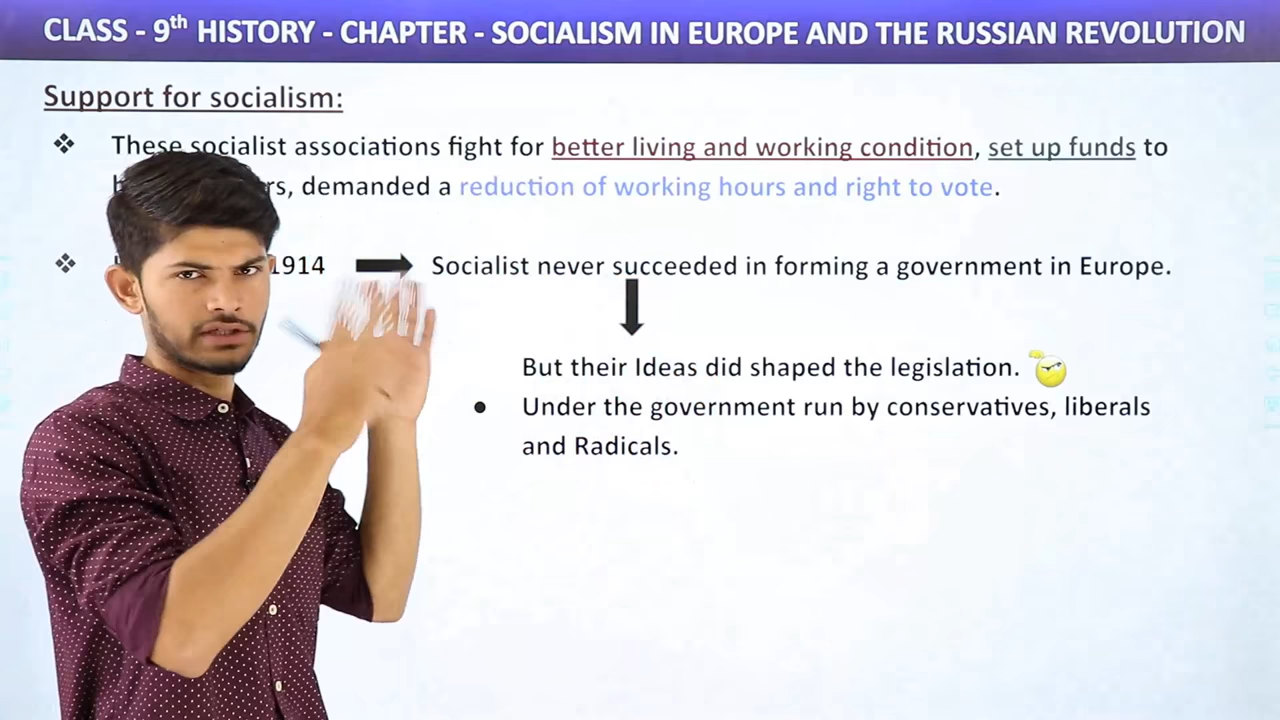 CLASS - 9th HISTORY - CHAPTER - SOCIALISM IN EUROPE AND THE RUSSIAN REVOLUTION
Support for socialism:
❖ These socialist associations fight for better living and working condition, set up funds to
demanded a reduction of working hours and right to vote.
❖ 1914 Socialist never succeeded in forming a government in Europe.
But their Ideas did shaped the legislation.
● Under the government run by conservatives, liberals
and Radicals.